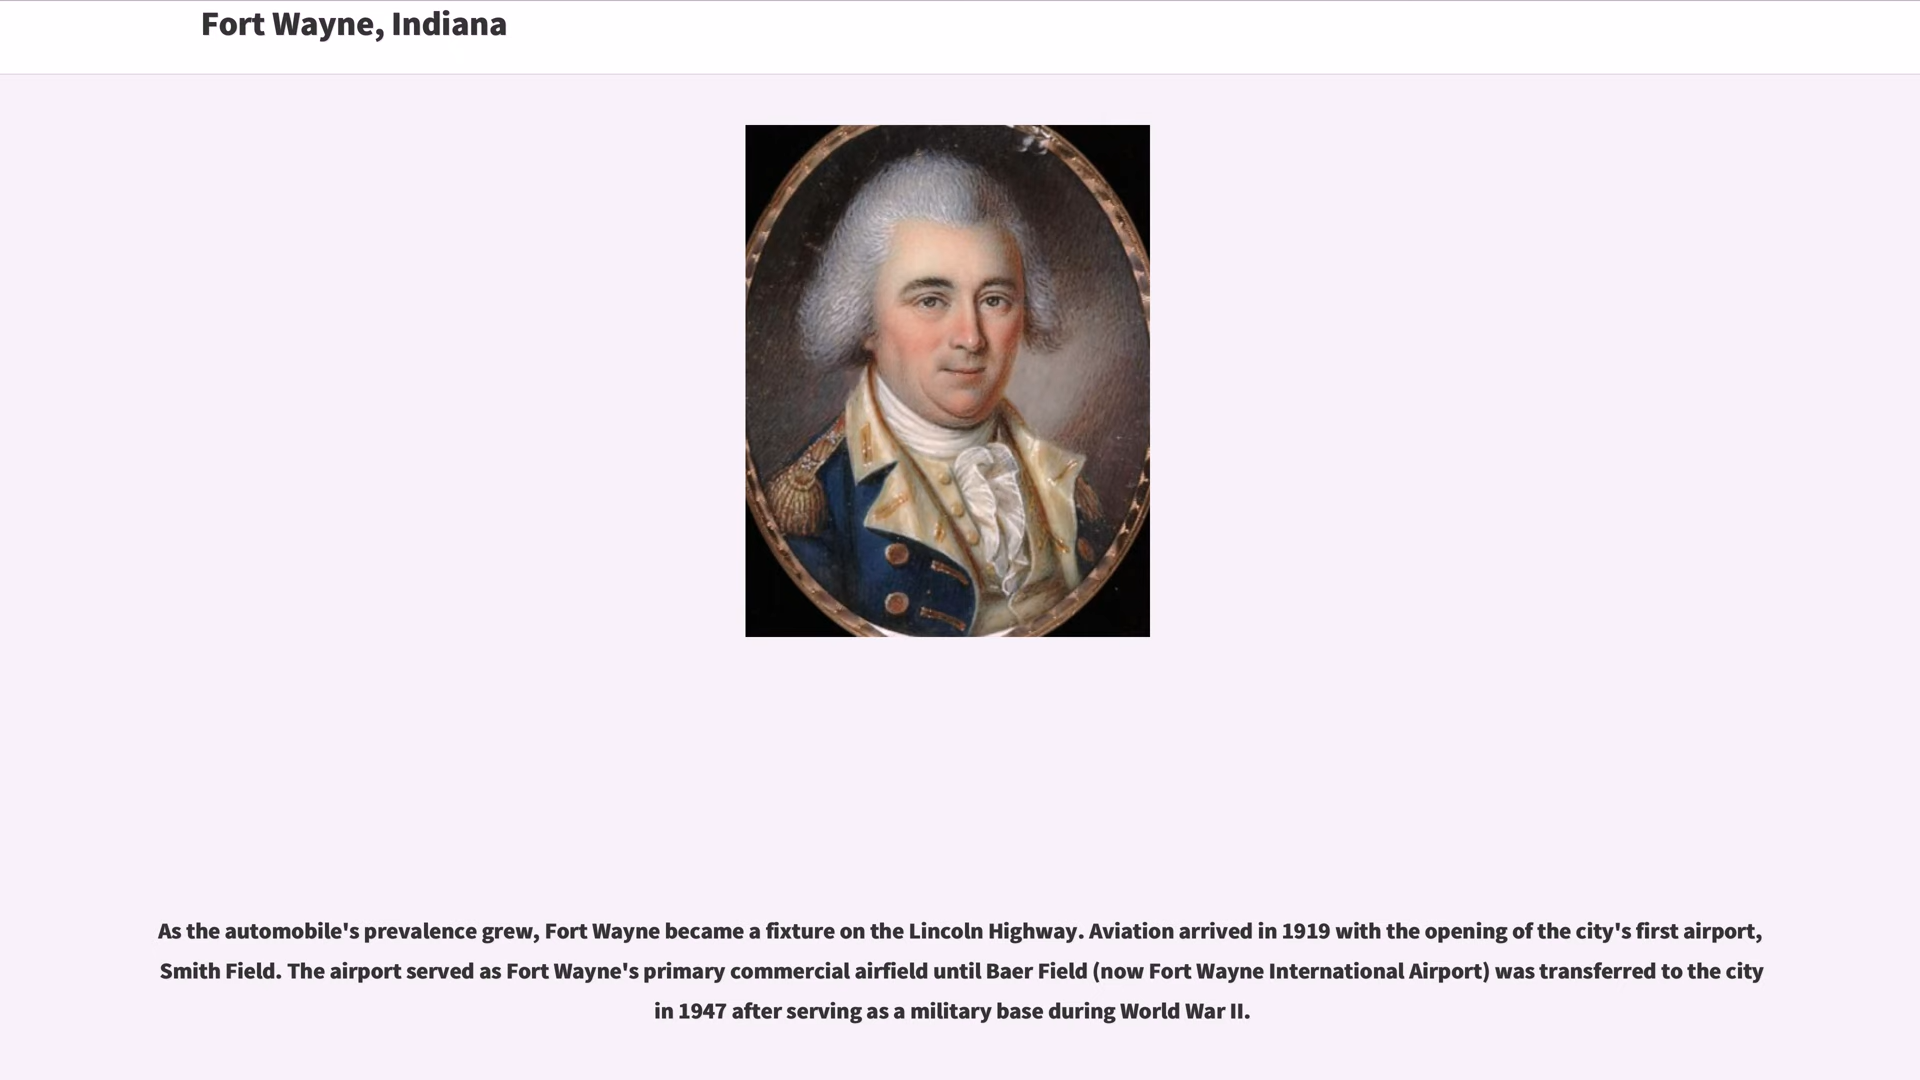 Fort Wayne, Indiana
As the automobile's prevalence grew, Fort Wayne became a fixture on the Lincoln Highway. Aviation arrived in 1919 with the opening of the city's first airport,
Smith Field. The airport served as Fort Wayne's primary commercial airfield until Baer Field (now Fort Wayne International Airport) was transferred to the city
in 1947 after serving as a military base during World War II.